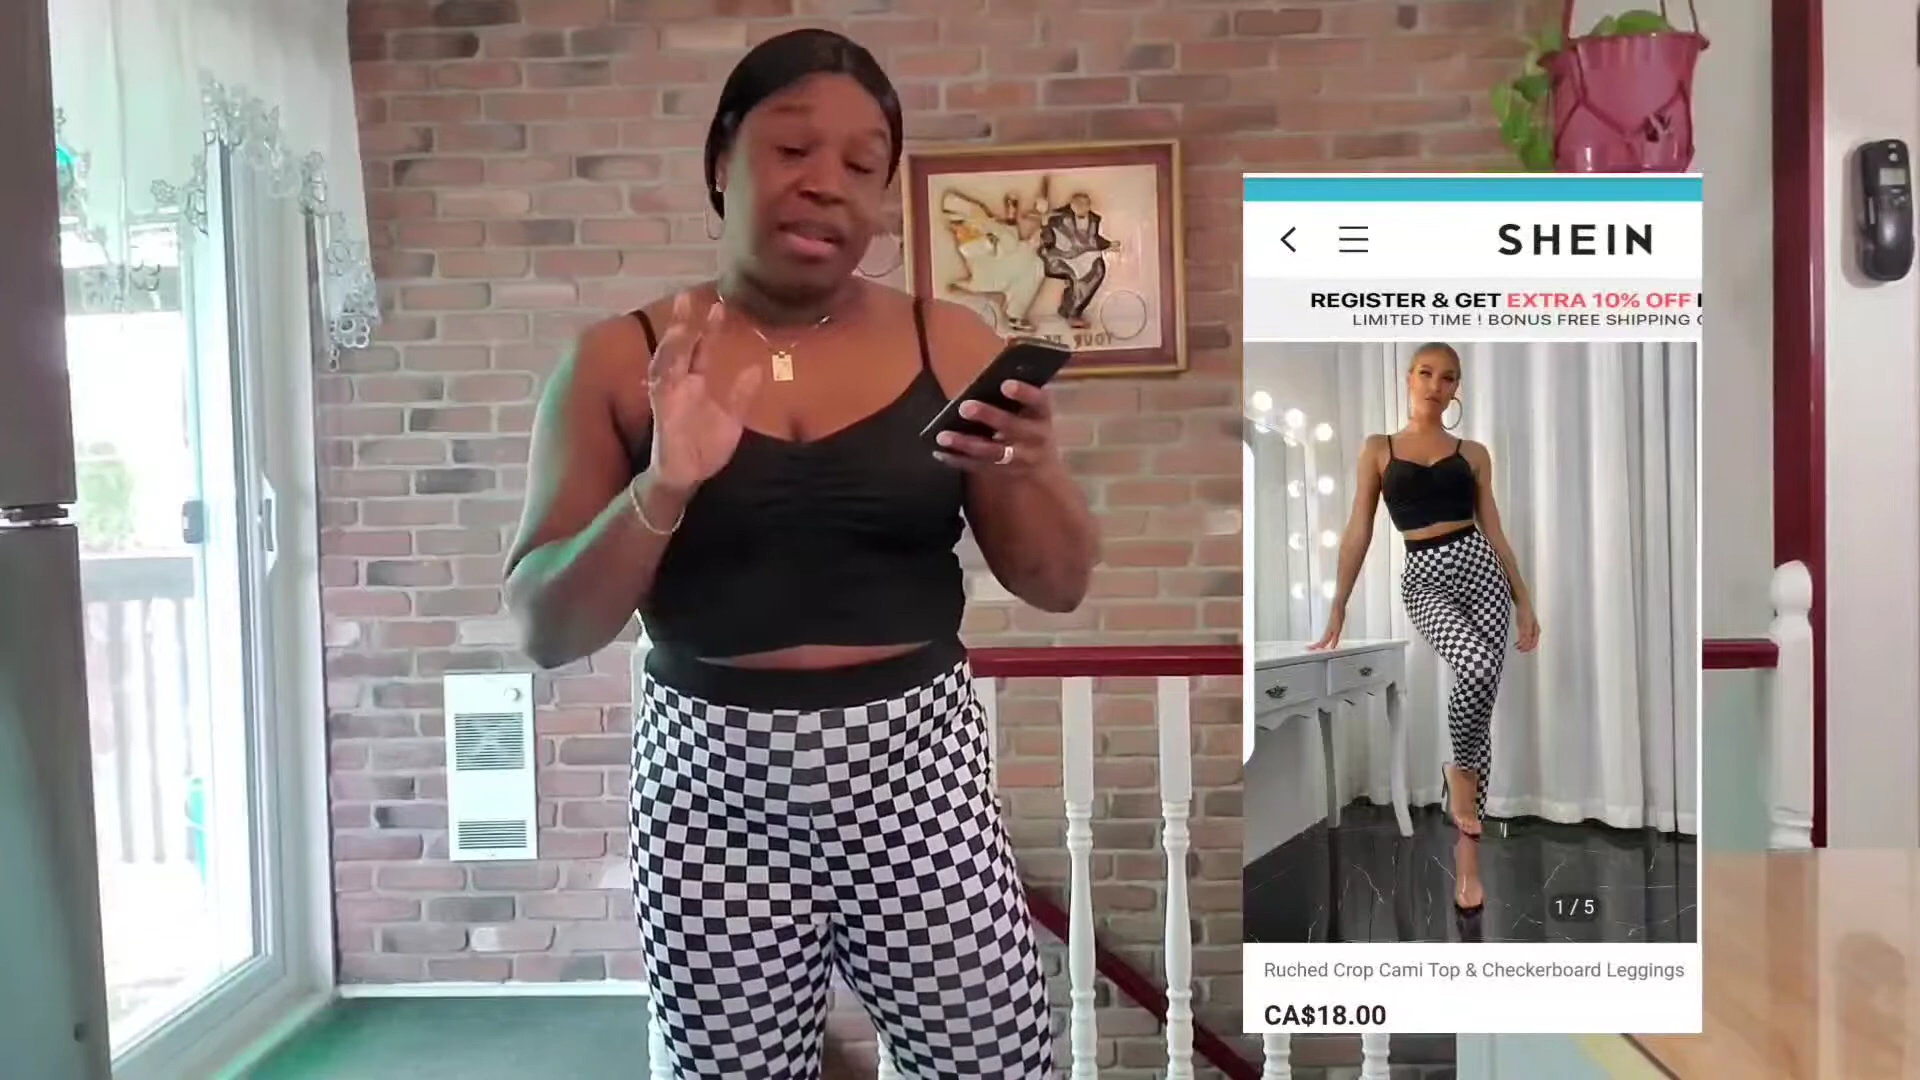 SHEIN
REGISTER & GET EXTRA 10% OFF
LIMITED TIME ! BONUS FREE SHIPPING
1 / 5
Ruched Crop Cami Top & Checkerboard Leggings
CA$18.00